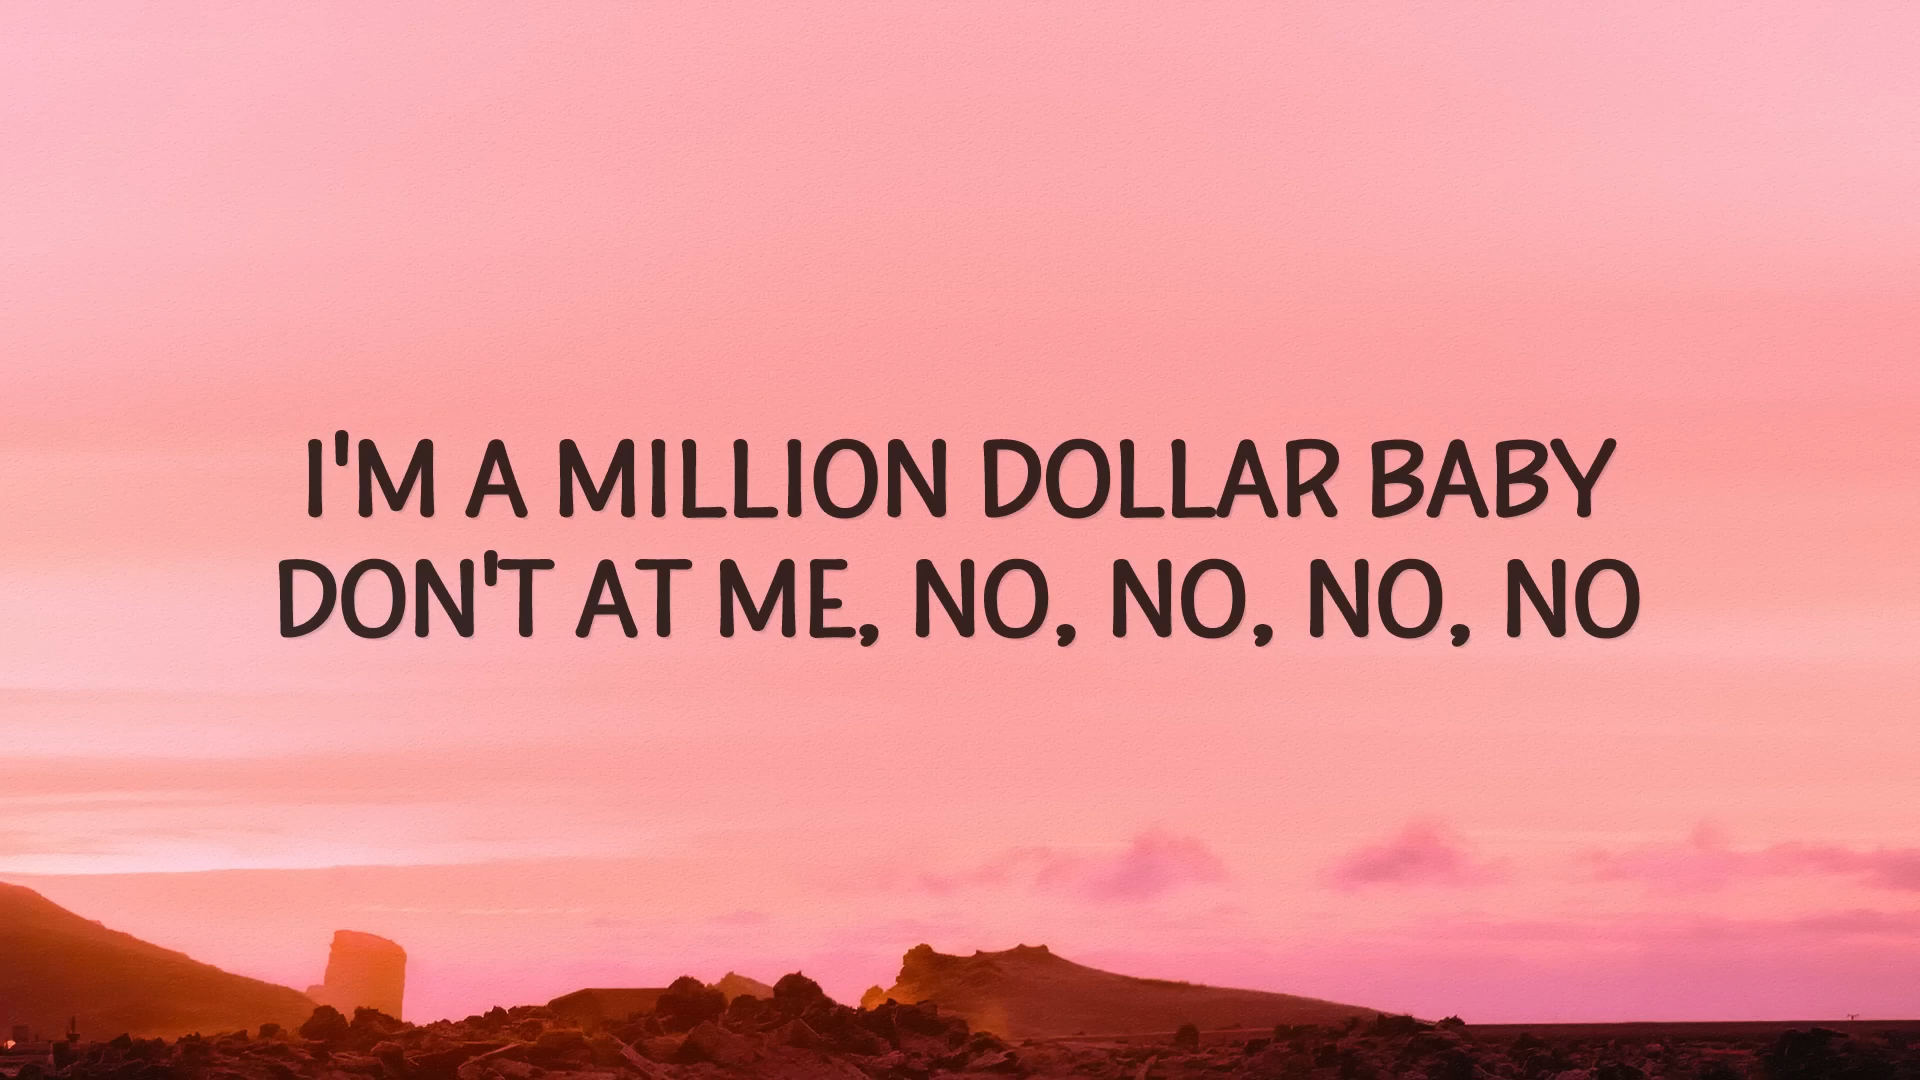 I'M A MILLION DOLLAR BABY
DON'T AT ME, NO, NO, NO, NO